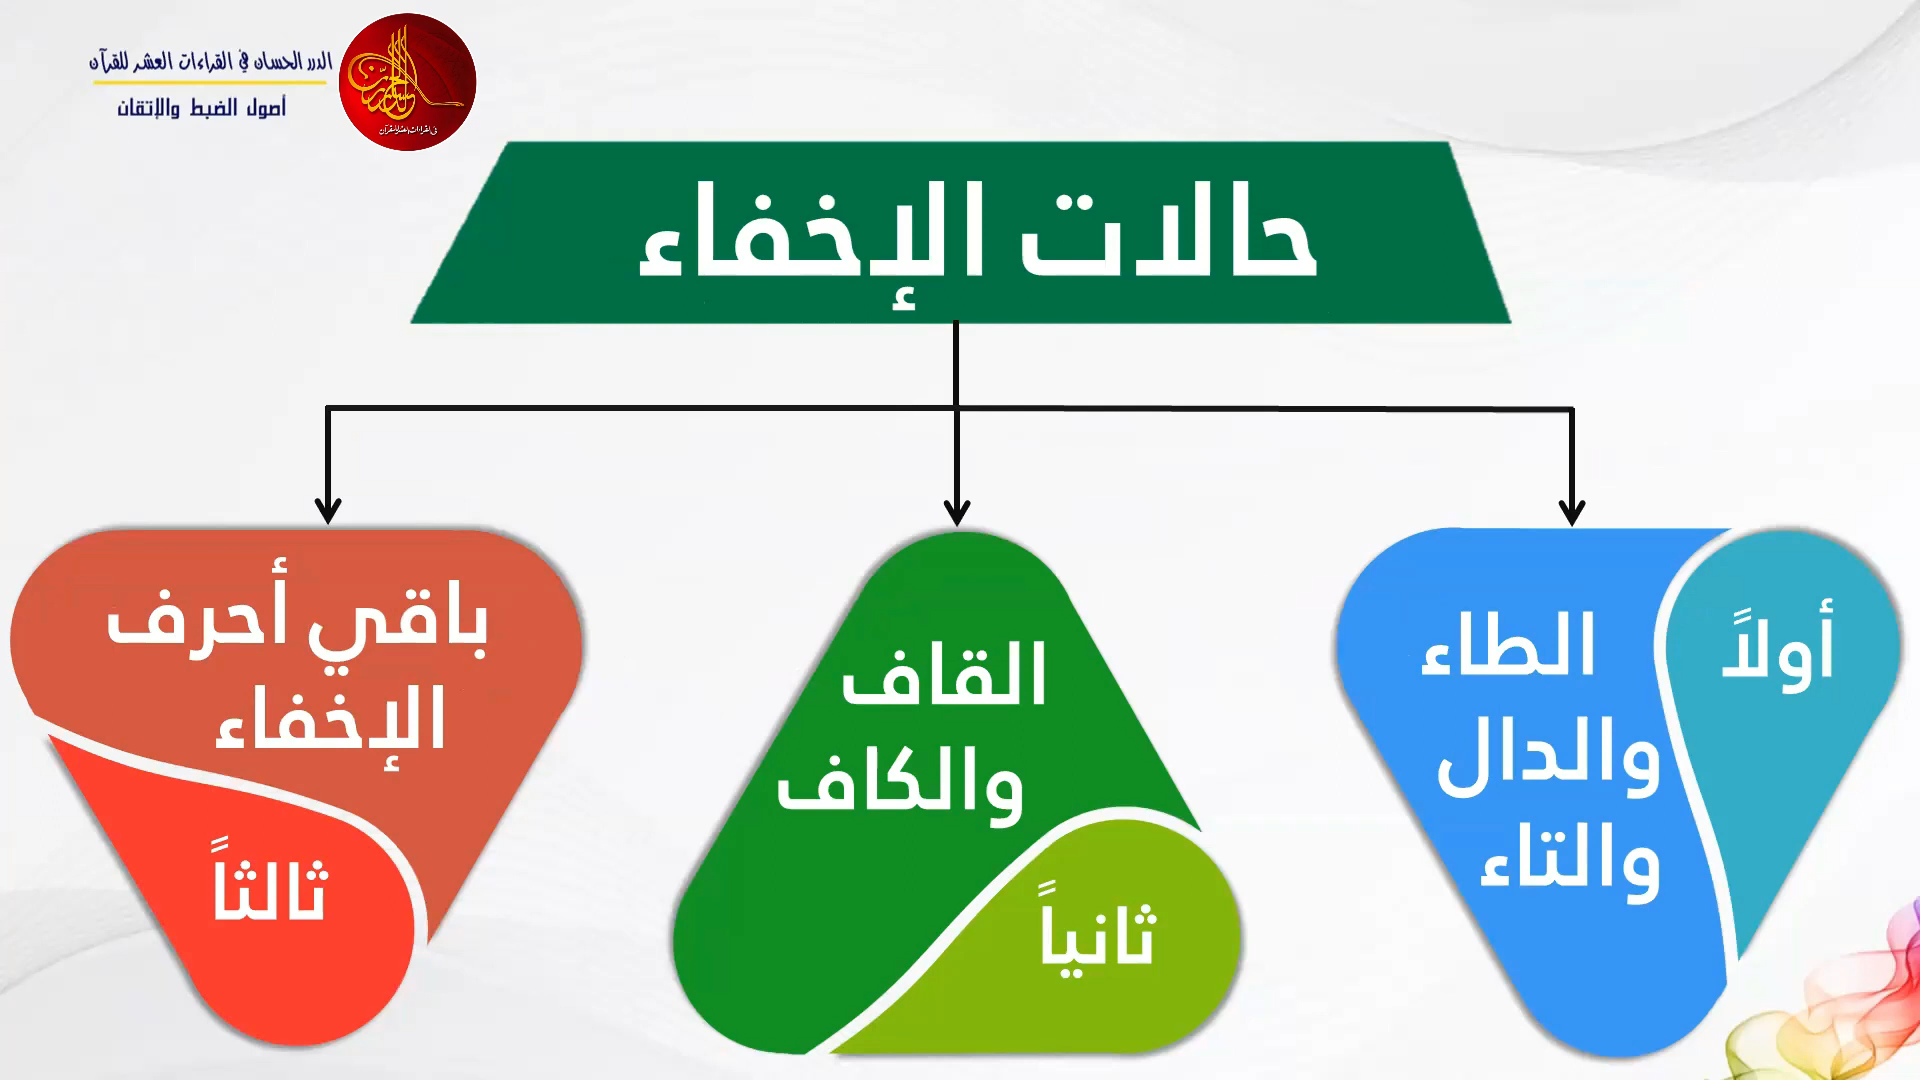 الدرر الحسان في القراءات العشر للقرآن
أصول الضبط والإتقان
حالات الإخفاء
أولاً
الطاء
والدال
والتاء
القاف
والكاف
ثانياً
باقي أحرف
الإخفاء
ثالثاً